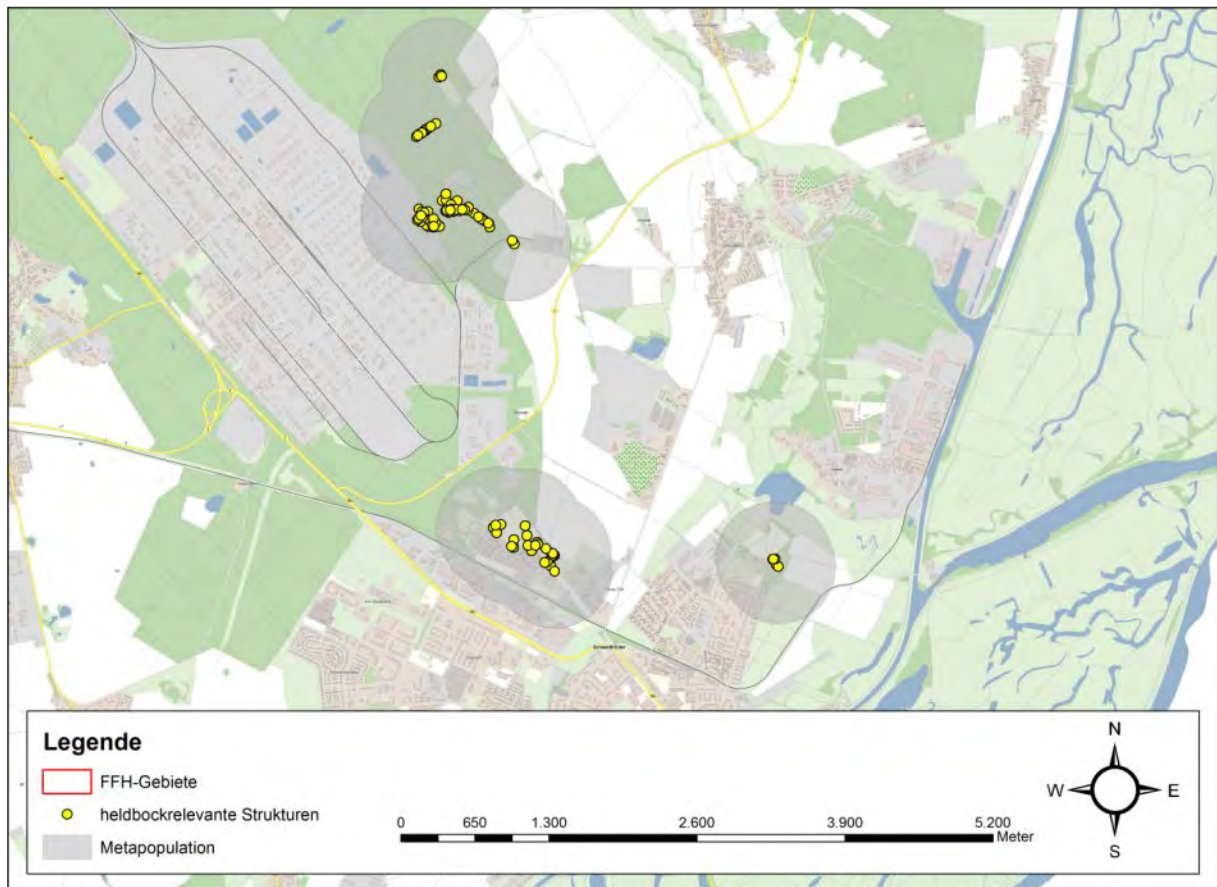 Legende
FFH-Gebiete
heldbockrelevante Strukturen
Metapopulation
0 650 1.300 2.600 3.900 5.200
Meter
N
W E
S